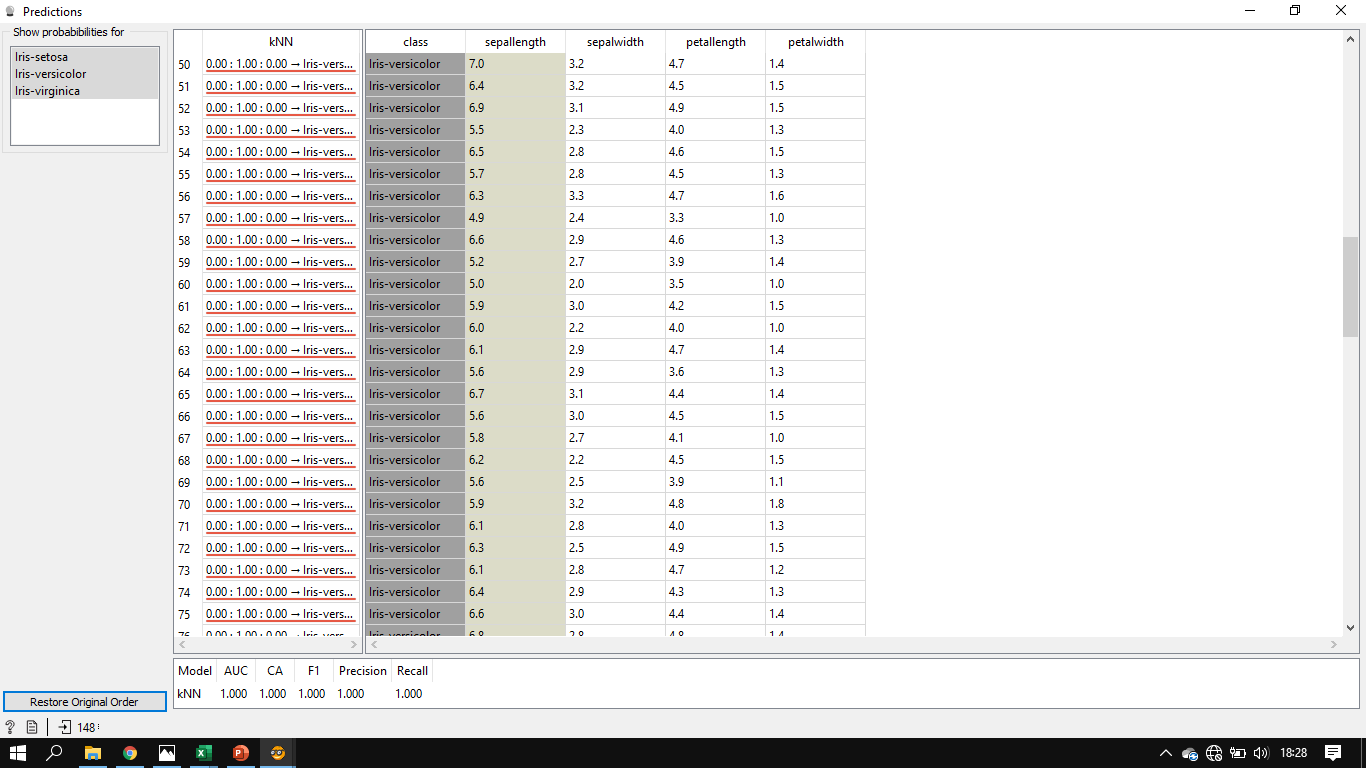 Predictions
Show probabibilities for
Iris-setosa
Iris-versicolor
Iris-virginica
kNN class sepallength sepalwidth petallength petalwidth
50 0.00 : 1.00 : 0.00 → Iris-vers... Iris-versicolor 7.0 3.2 4.7 1.4
51 0.00 : 1.00 : 0.00 → Iris-vers... Iris-versicolor 6.4 3.2 4.5 1.5
52 0.00 : 1.00 : 0.00 → Iris-vers... Iris-versicolor 6.9 3.1 4.9 1.5
53 0.00 : 1.00 : 0.00 → Iris-vers... Iris-versicolor 5.5 2.3 4.0 1.3
54 0.00 : 1.00 : 0.00 → Iris-vers... Iris-versicolor 6.5 2.8 4.6 1.5
55 0.00 : 1.00 : 0.00 → Iris-vers... Iris-versicolor 5.7 2.8 4.5 1.3
56 0.00 : 1.00 : 0.00 → Iris-vers... Iris-versicolor 6.3 3.3 4.7 1.6
57 0.00 : 1.00 : 0.00 → Iris-vers... Iris-versicolor 4.9 2.4 3.3 1.0
58 0.00 : 1.00 : 0.00 → Iris-vers... Iris-versicolor 6.6 2.9 4.6 1.3
59 0.00 : 1.00 : 0.00 → Iris-vers... Iris-versicolor 5.2 2.7 3.9 1.4
60 0.00 : 1.00 : 0.00 → Iris-vers... Iris-versicolor 5.0 2.0 3.5 1.0
61 0.00 : 1.00 : 0.00 → Iris-vers... Iris-versicolor 5.9 3.0 4.2 1.5
62 0.00 : 1.00 : 0.00 → Iris-vers... Iris-versicolor 6.0 2.2 4.0 1.0
63 0.00 : 1.00 : 0.00 → Iris-vers... Iris-versicolor 6.1 2.9 4.7 1.4
64 0.00 : 1.00 : 0.00 → Iris-vers... Iris-versicolor 5.6 2.9 3.6 1.3
65 0.00 : 1.00 : 0.00 → Iris-vers... Iris-versicolor 6.7 3.1 4.4 1.4
66 0.00 : 1.00 : 0.00 → Iris-vers... Iris-versicolor 5.6 3.0 4.5 1.5
67 0.00 : 1.00 : 0.00 → Iris-vers... Iris-versicolor 5.8 2.7 4.1 1.0
68 0.00 : 1.00 : 0.00 → Iris-vers... Iris-versicolor 6.2 2.2 4.5 1.5
69 0.00 : 1.00 : 0.00 → Iris-vers... Iris-versicolor 5.6 2.5 3.9 1.1
70 0.00 : 1.00 : 0.00 → Iris-vers... Iris-versicolor 5.9 3.2 4.8 1.8
71 0.00 : 1.00 : 0.00 → Iris-vers... Iris-versicolor 6.1 2.8 4.0 1.3
72 0.00 : 1.00 : 0.00 → Iris-vers... Iris-versicolor 6.3 2.5 4.9 1.5
73 0.00 : 1.00 : 0.00 → Iris-vers... Iris-versicolor 6.1 2.8 4.7 1.2
74 0.00 : 1.00 : 0.00 → Iris-vers... Iris-versicolor 6.4 2.9 4.3 1.3
75 0.00 : 1.00 : 0.00 → Iris-vers... Iris-versicolor 6.6 3.0 4.4 1.4
76 0.00 : 1.00 : 0.00 → Iris-vers... Iris-versicolor 6.8 2.8 4.8 1.4
Model AUC CA F1 Precision Recall
kNN 1.000 1.000 1.000 1.000 1.000
Restore Original Order
148
18:28